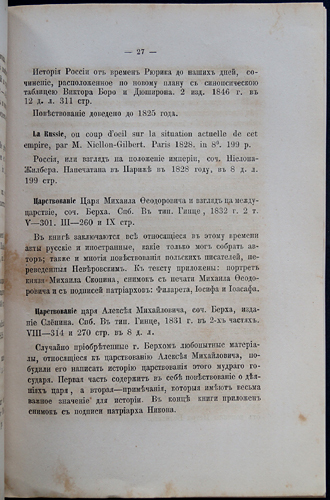 — 27 —
Исторія Россіи отъ временъ Рюрика до нашихъ дней, со-
чиненіе, расположенное по новому плану съ синоксическою
таблицею Виктора Боро и Дюширона. 2 изд. 1846 г. въ
12 д. л. 311 стр.
Повѣствованіе доведено до 1825 года.
La Russie, ou coup d'oeil sur la situation actuelle de cet
empire, par M. Niellon-Gilbert. Paris 1828, in 8°. 199 p.
Россія, или взглядъ на положеніе имперіи, соч. Ніелона-
Жилбера. Напечатана въ Парижѣ въ 1828 году, въ 8 д. л.
199 стр.
Царствованіе Царя Михаила Ѳеодоровича и взглядъ на между-
царствіе, соч. Берха. Спб. Въ тип. Гинце, 1832 г. 2 т.
V—301. III—260 и IX стр.
Въ книгѣ заключаются всѣ относящіеся къ этому времени
акты русскіе и иностранные, какіе только могъ собрать ав-
торъ; также и многія повѣствованія польскихъ писателей, пе-
реведенныя Невѣровскимъ. Къ тексту приложены: портретъ
князя Михаила Скопина, снимокъ съ печати Михаила Ѳеодо-
ровича и съ подписей патріарховъ: Филарета, Іосифа и Іоасафа.
Царствованіе царя Алексѣя Михайловича, соч. Берха, изда-
ніе Слёнина. Спб. Въ тип. Гинце, 1831 г. въ 2-хъ частяхъ.
VIII—314 и 270 стр. въ 8 д. л.
Случайно пріобрѣтенные г. Берхомъ любопытные матеріа-
лы, относящіеся къ царствованію Алексѣя Михайловича, по-
будили его написать исторію царствованія этого мудраго го-
сударя. Первая часть содержитъ въ себѣ повѣствованіе о дѣ-
яніяхъ царя, а вторая—примѣчанія, которыя имѣютъ весьма
важное значеніе для исторіи. Въ концѣ книги приложенъ
снимокъ съ подписи патріарха Никона.